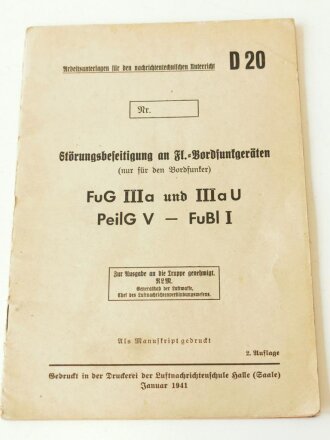 Arbeitsunterlagen für den nachrichtentechnischen Unterricht
D 20
Nr.
Störungsbeseitigung an Fl.=Bordfunkgeräten
(nur für den Bordfunker)
FuG IIIa und IIIaU
PeilG V — FuBl I
Zur Ausgabe an die Truppe genehmigt.
RLM.
Generalstab der Luftwaffe.
Chef des Luftnachrichtenverbindungswesens.
Als Manuskript gedruckt
2. Auflage
Gedruckt in der Druckerei der Luftnachrichtenschule Halle (Saale)
Januar 1941